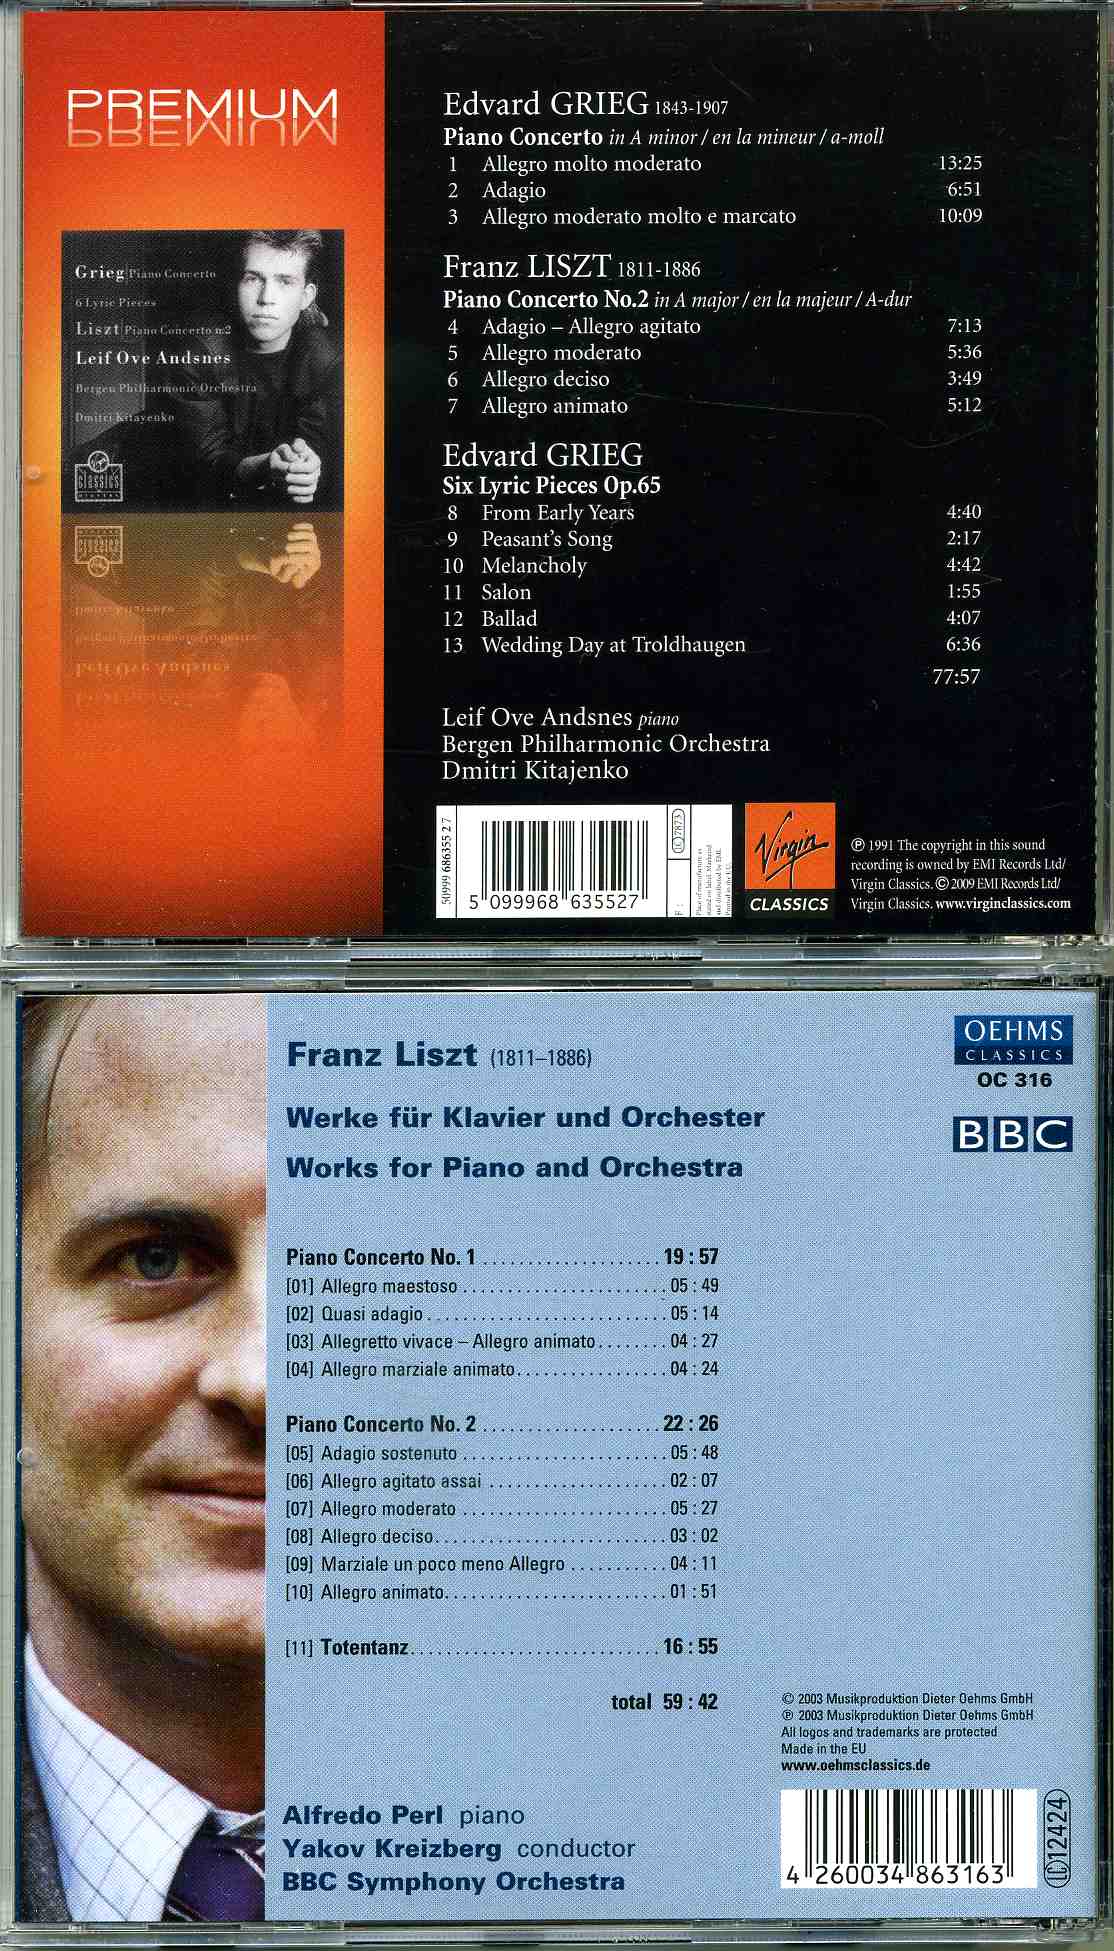 PREMIUM
Grieg Piano Concerto
6 Lyric Pieces
Liszt Piano Concerto n:2
Leif Ove Andsnes
Bergen Philharmonic Orchestra
Dmitri Kitayenko
Edvard GRIEG 1843-1907
Piano Concerto in A minor / en la mineur / a-moll
1 Allegro molto moderato 13:25
2 Adagio 6:51
3 Allegro moderato molto e marcato 10:09
Franz LISZT 1811-1886
Piano Concerto No.2 in A major / en la majeur / A-dur
4 Adagio – Allegro agitato 7:13
5 Allegro moderato 5:36
6 Allegro deciso 3:49
7 Allegro animato 5:12
Edvard GRIEG
Six Lyric Pieces Op.65
8 From Early Years 4:40
9 Peasant's Song 2:17
10 Melancholy 4:42
11 Salon 1:55
12 Ballad 4:07
13 Wedding Day at Troldhaugen 6:36
77:57
Leif Ove Andsnes piano
Bergen Philharmonic Orchestra
Dmitri Kitajenko
50999 686355 2 7
5 099968 635527
LC 7873
F :
Virgin
CLASSICS
℗ 1991 The copyright in this sound
recording is owned by EMI Records Ltd/
Virgin Classics. © 2009 EMI Records Ltd/
Virgin Classics. www.virginclassics.com
Franz Liszt (1811–1886)
Werke für Klavier und Orchester
Works for Piano and Orchestra
OEHMS
CLASSICS
OC 316
BBC
Piano Concerto No. 1 .................... 19 : 57
[01] Allegro maestoso ....................... 05 : 49
[02] Quasi adagio ........................... 05 : 14
[03] Allegretto vivace – Allegro animato ........ 04 : 27
[04] Allegro marziale animato ................. 04 : 24
Piano Concerto No. 2 .................... 22 : 26
[05] Adagio sostenuto ....................... 05 : 48
[06] Allegro agitato assai .................... 02 : 07
[07] Allegro moderato ....................... 05 : 27
[08] Allegro deciso .......................... 03 : 02
[09] Marziale un poco meno Allegro ........... 04 : 11
[10] Allegro animato ......................... 01 : 51
[11] Totentanz ............................ 16 : 55
total 59 : 42
© 2003 Musikproduktion Dieter Oehms GmbH
℗ 2003 Musikproduktion Dieter Oehms GmbH
All logos and trademarks are protected
Made in the EU
www.oehmsclassics.de
Alfredo Perl piano
Yakov Kreizberg conductor
BBC Symphony Orchestra
4 260034 863163
LC 12424